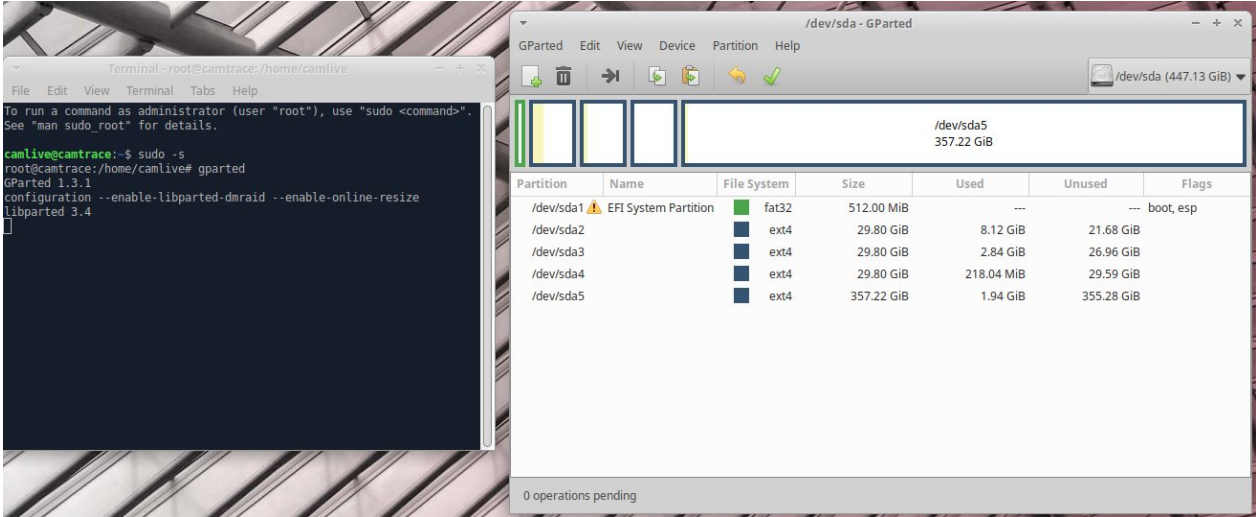 Terminal - root@camtrace: /home/camlive
File Edit View Terminal Tabs Help
To run a command as administrator (user "root"), use "sudo <command>".
See "man sudo_root" for details.
camlive@camtrace:~$ sudo -s
root@camtrace:/home/camlive# gparted
GParted 1.3.1
configuration --enable-libparted-dmraid --enable-online-resize
libparted 3.4
/dev/sda - GParted
GParted Edit View Device Partition Help
/dev/sda (447.13 GiB)
/dev/sda5
357.22 GiB
Partition Name File System Size Used Unused Flags
/dev/sda1 EFI System Partition fat32 512.00 MiB --- --- boot, esp
/dev/sda2 ext4 29.80 GiB 8.12 GiB 21.68 GiB
/dev/sda3 ext4 29.80 GiB 2.84 GiB 26.96 GiB
/dev/sda4 ext4 29.80 GiB 218.04 MiB 29.59 GiB
/dev/sda5 ext4 357.22 GiB 1.94 GiB 355.28 GiB
0 operations pending